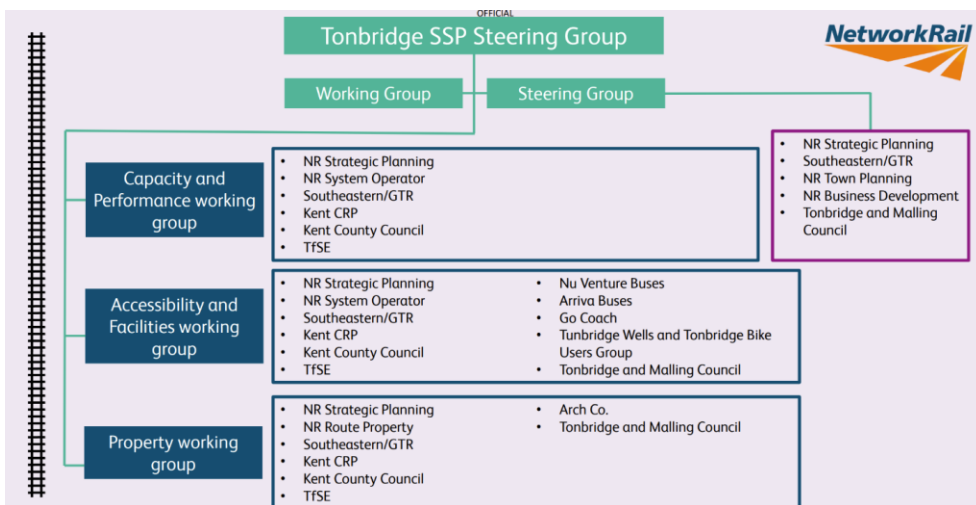 OFFICIAL
Tonbridge SSP Steering Group
NetworkRail
Working Group
Steering Group
• NR Strategic Planning
• Southeastern/GTR
• NR Town Planning
• NR Business Development
• Tonbridge and Malling
Council
Capacity and
Performance working
group
• NR Strategic Planning
• NR System Operator
• Southeastern/GTR
• Kent CRP
• Kent County Council
• TfSE
Accessibility and
Facilities working
group
• NR Strategic Planning
• NR System Operator
• Southeastern/GTR
• Kent CRP
• Kent County Council
• TfSE
• Nu Venture Buses
• Arriva Buses
• Go Coach
• Tunbridge Wells and Tonbridge Bike
Users Group
• Tonbridge and Malling Council
Property working
group
• NR Strategic Planning
• NR Route Property
• Southeastern/GTR
• Kent CRP
• Kent County Council
• TfSE
• Arch Co.
• Tonbridge and Malling Council